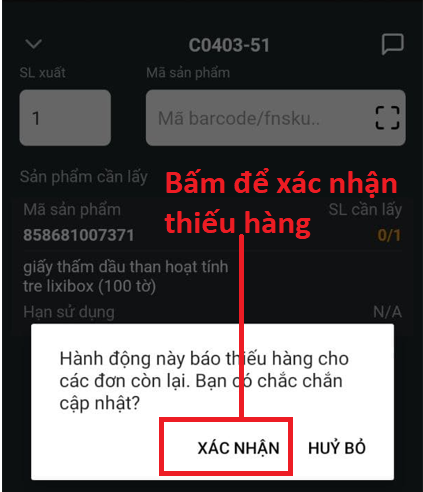 C0403-51
SL xuất
Mã sản phẩm
1
Mã barcode/fnsku..
Sản phẩm cần lấy
Bấm để xác nhận
thiếu hàng
Mã sản phẩm
SL cần lấy
858681007371
0/1
giấy thấm dầu than hoạt tính
tre lixibox (100 tờ)
Hạn sử dụng
N/A
Hành động này báo thiếu hàng cho
các đơn còn lại. Bạn có chắc chắn
cập nhật?
XÁC NHẬN
HUỶ BỎ